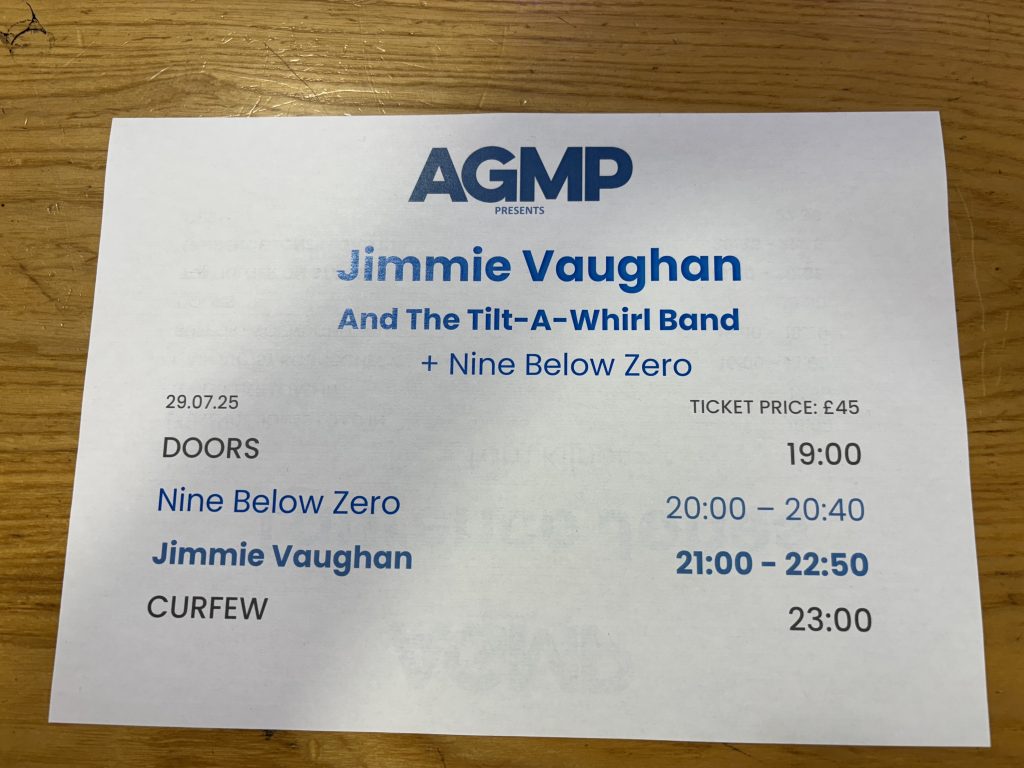 AGMP
PRESENTS
Jimmie Vaughan
And The Tilt-A-Whirl Band
+ Nine Below Zero
29.07.25 TICKET PRICE: £45
DOORS 19:00
Nine Below Zero 20:00 – 20:40
Jimmie Vaughan 21:00 - 22:50
CURFEW 23:00